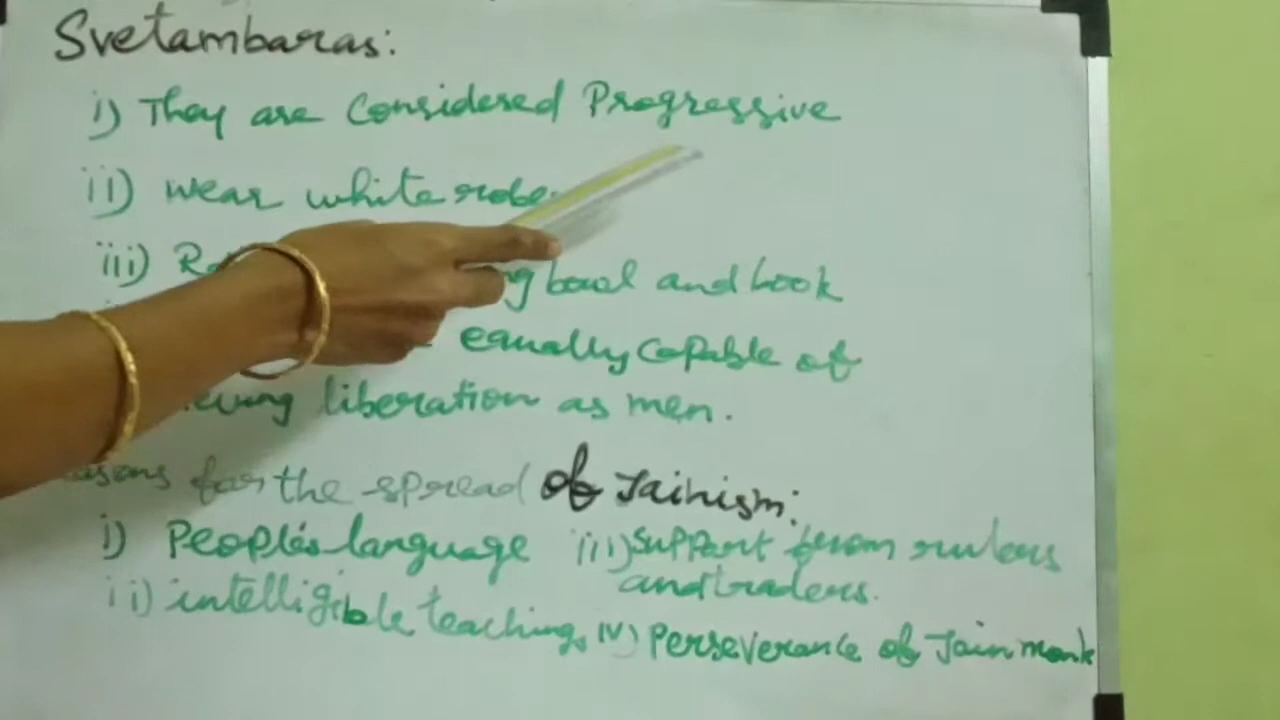 Svetambaras:
i) They are Considered Progressive
ii) wear white robe
iii) bowl and book
equally capable of
liberation as men.
for the spread of Jainism:
i) People's language iii) support from rulers
and traders.
ii) intelligible teachings iv) Perseverance of Jain monk